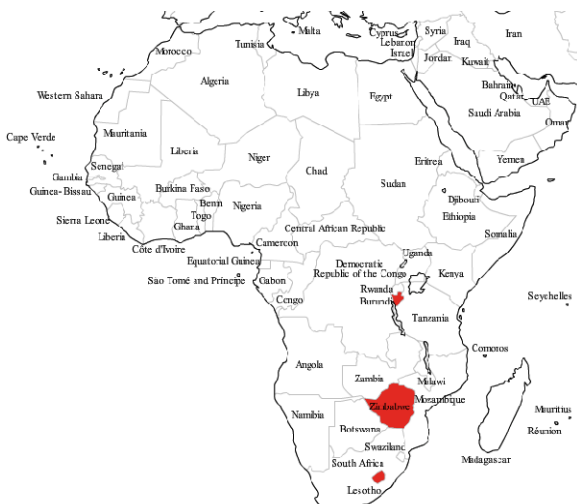 Malta
Cyprus
Syria
Iran
Tunisia
Lebanon
Iraq
Morocco
Israel
Jordan
Kuwait
Algeria
Libya
Egypt
Bahrain
Qatar
UAE
Western Sahara
Saudi Arabia
Oman
Mauritania
Cape Verde
Liberia
Niger
Chad
Eritrea
Yemen
Senegal
Gambia
Sudan
Burkina Faso
Guinea-Bissau
Guinea
Benn
Djibouti
Nigeria
Togo
Ethiopia
Sierra Leone
Ghana
Central African Republic
Liberia
Somalia
Côte d'Ivoire
Cameroon
Uganda
Equatorial Guinea
Democratic
Republic of the Congo
Kenya
São Tomé and Príncipe
Gabon
Rwanda
Congo
Burundi
Seychelles
Tanzania
Comoros
Angola
Zambia
Malawi
Mozambique
Zimbabwe
Namibia
Mauritius
Botswana
Réunion
Swaziland
Madagascar
South Africa
Lesotho